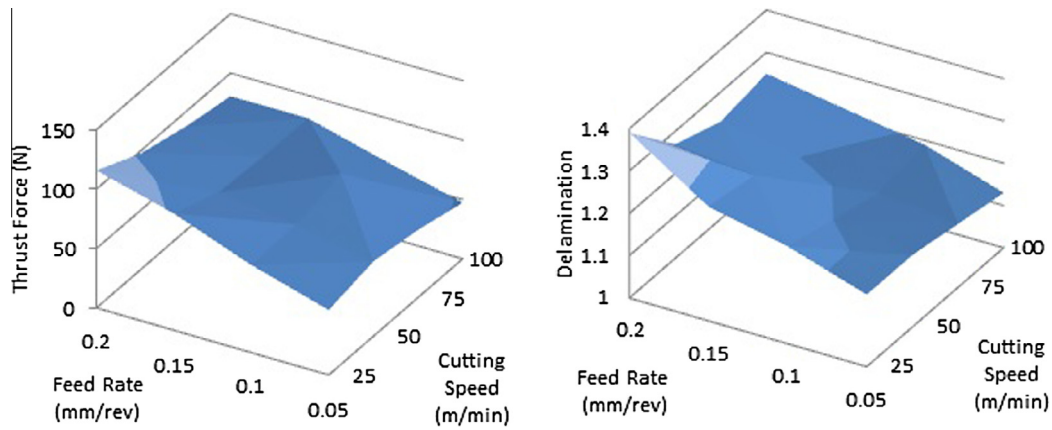 Thrust Force (N)
150
100
50
0
0.2
0.15
0.1
0.05
Feed Rate
(mm/rev)
25
50
75
100
Cutting
Speed
(m/min)
Delamination
1.4
1.3
1.2
1.1
1
0.2
0.15
0.1
0.05
Feed Rate
(mm/rev)
25
50
75
100
Cutting
Speed
(m/min)